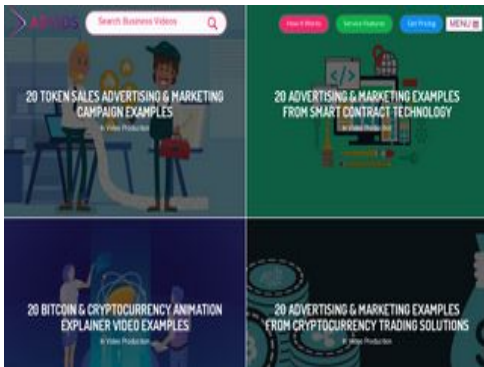 ADVIDS
Search Business Videos
How It Works
Service Features
Get Pricing
MENU
20 TOKEN SALES ADVERTISING & MARKETING
CAMPAIGN EXAMPLES
In Video Production
20 ADVERTISING & MARKETING EXAMPLES
FROM SMART CONTRACT TECHNOLOGY
In Video Production
20 BITCOIN & CRYPTOCURRENCY ANIMATION
EXPLAINER VIDEO EXAMPLES
In Video Production
20 ADVERTISING & MARKETING EXAMPLES
FROM CRYPTOCURRENCY TRADING SOLUTIONS
In Video Production